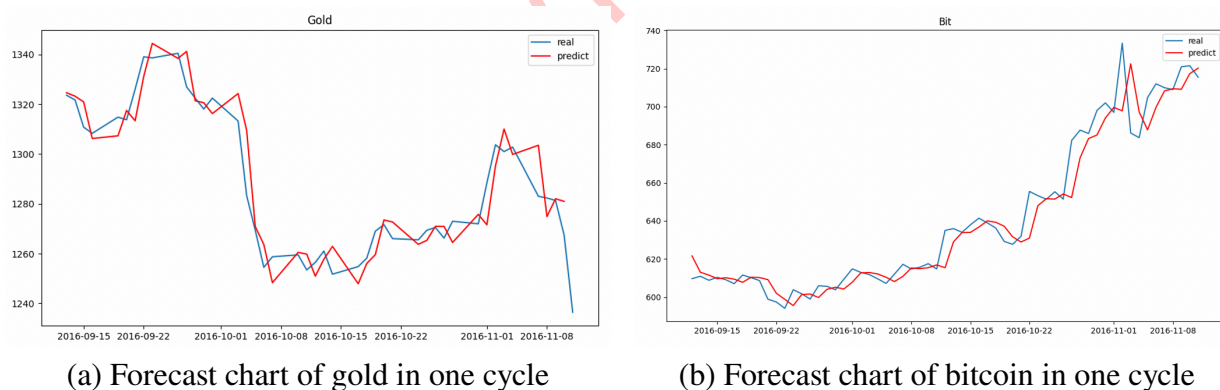 Gold
real
predict
1340
1320
1300
1280
1260
1240
2016-09-15 2016-09-22 2016-10-01 2016-10-08 2016-10-15 2016-10-22 2016-11-01 2016-11-08
(a) Forecast chart of gold in one cycle
Bit
real
predict
740
720
700
680
660
640
620
600
2016-09-15 2016-09-22 2016-10-01 2016-10-08 2016-10-15 2016-10-22 2016-11-01 2016-11-08
(b) Forecast chart of bitcoin in one cycle